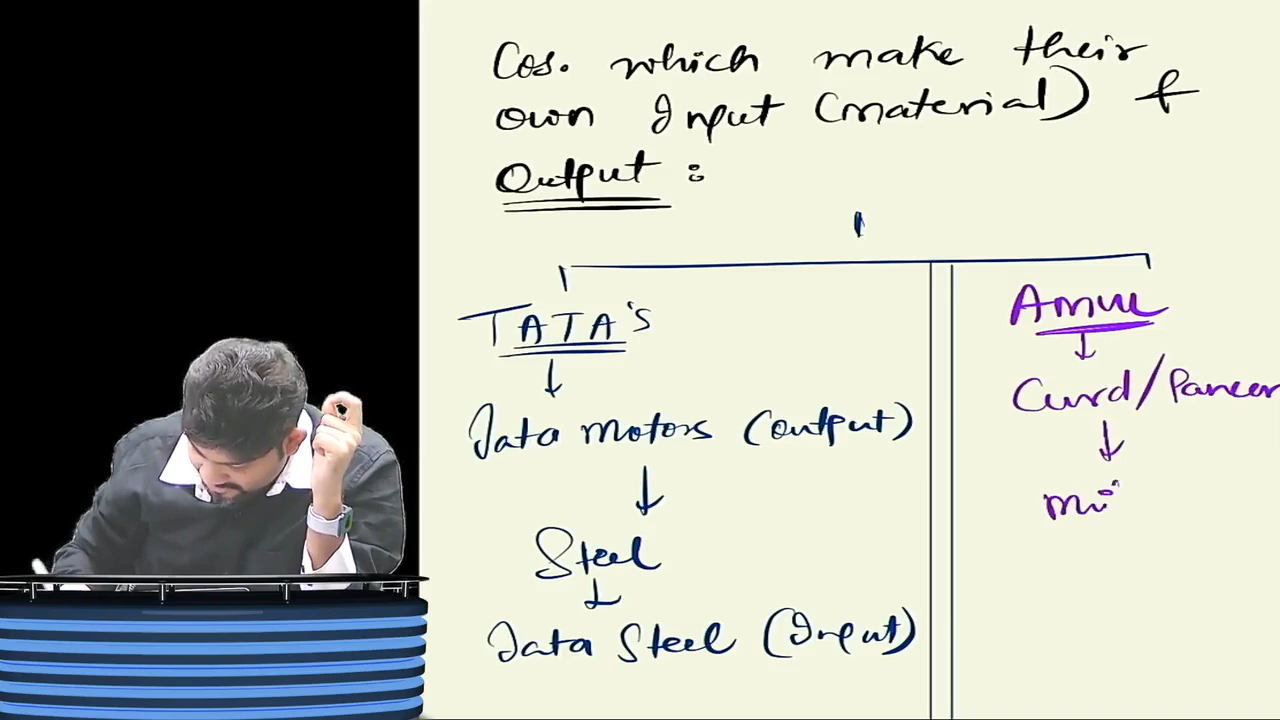 Cos. which make their
own Input (material) &
Output :
TATA's
Tata Motors (output)
Steel
Tata Steel (Input)
Amul
Curd/Paneer
Mi